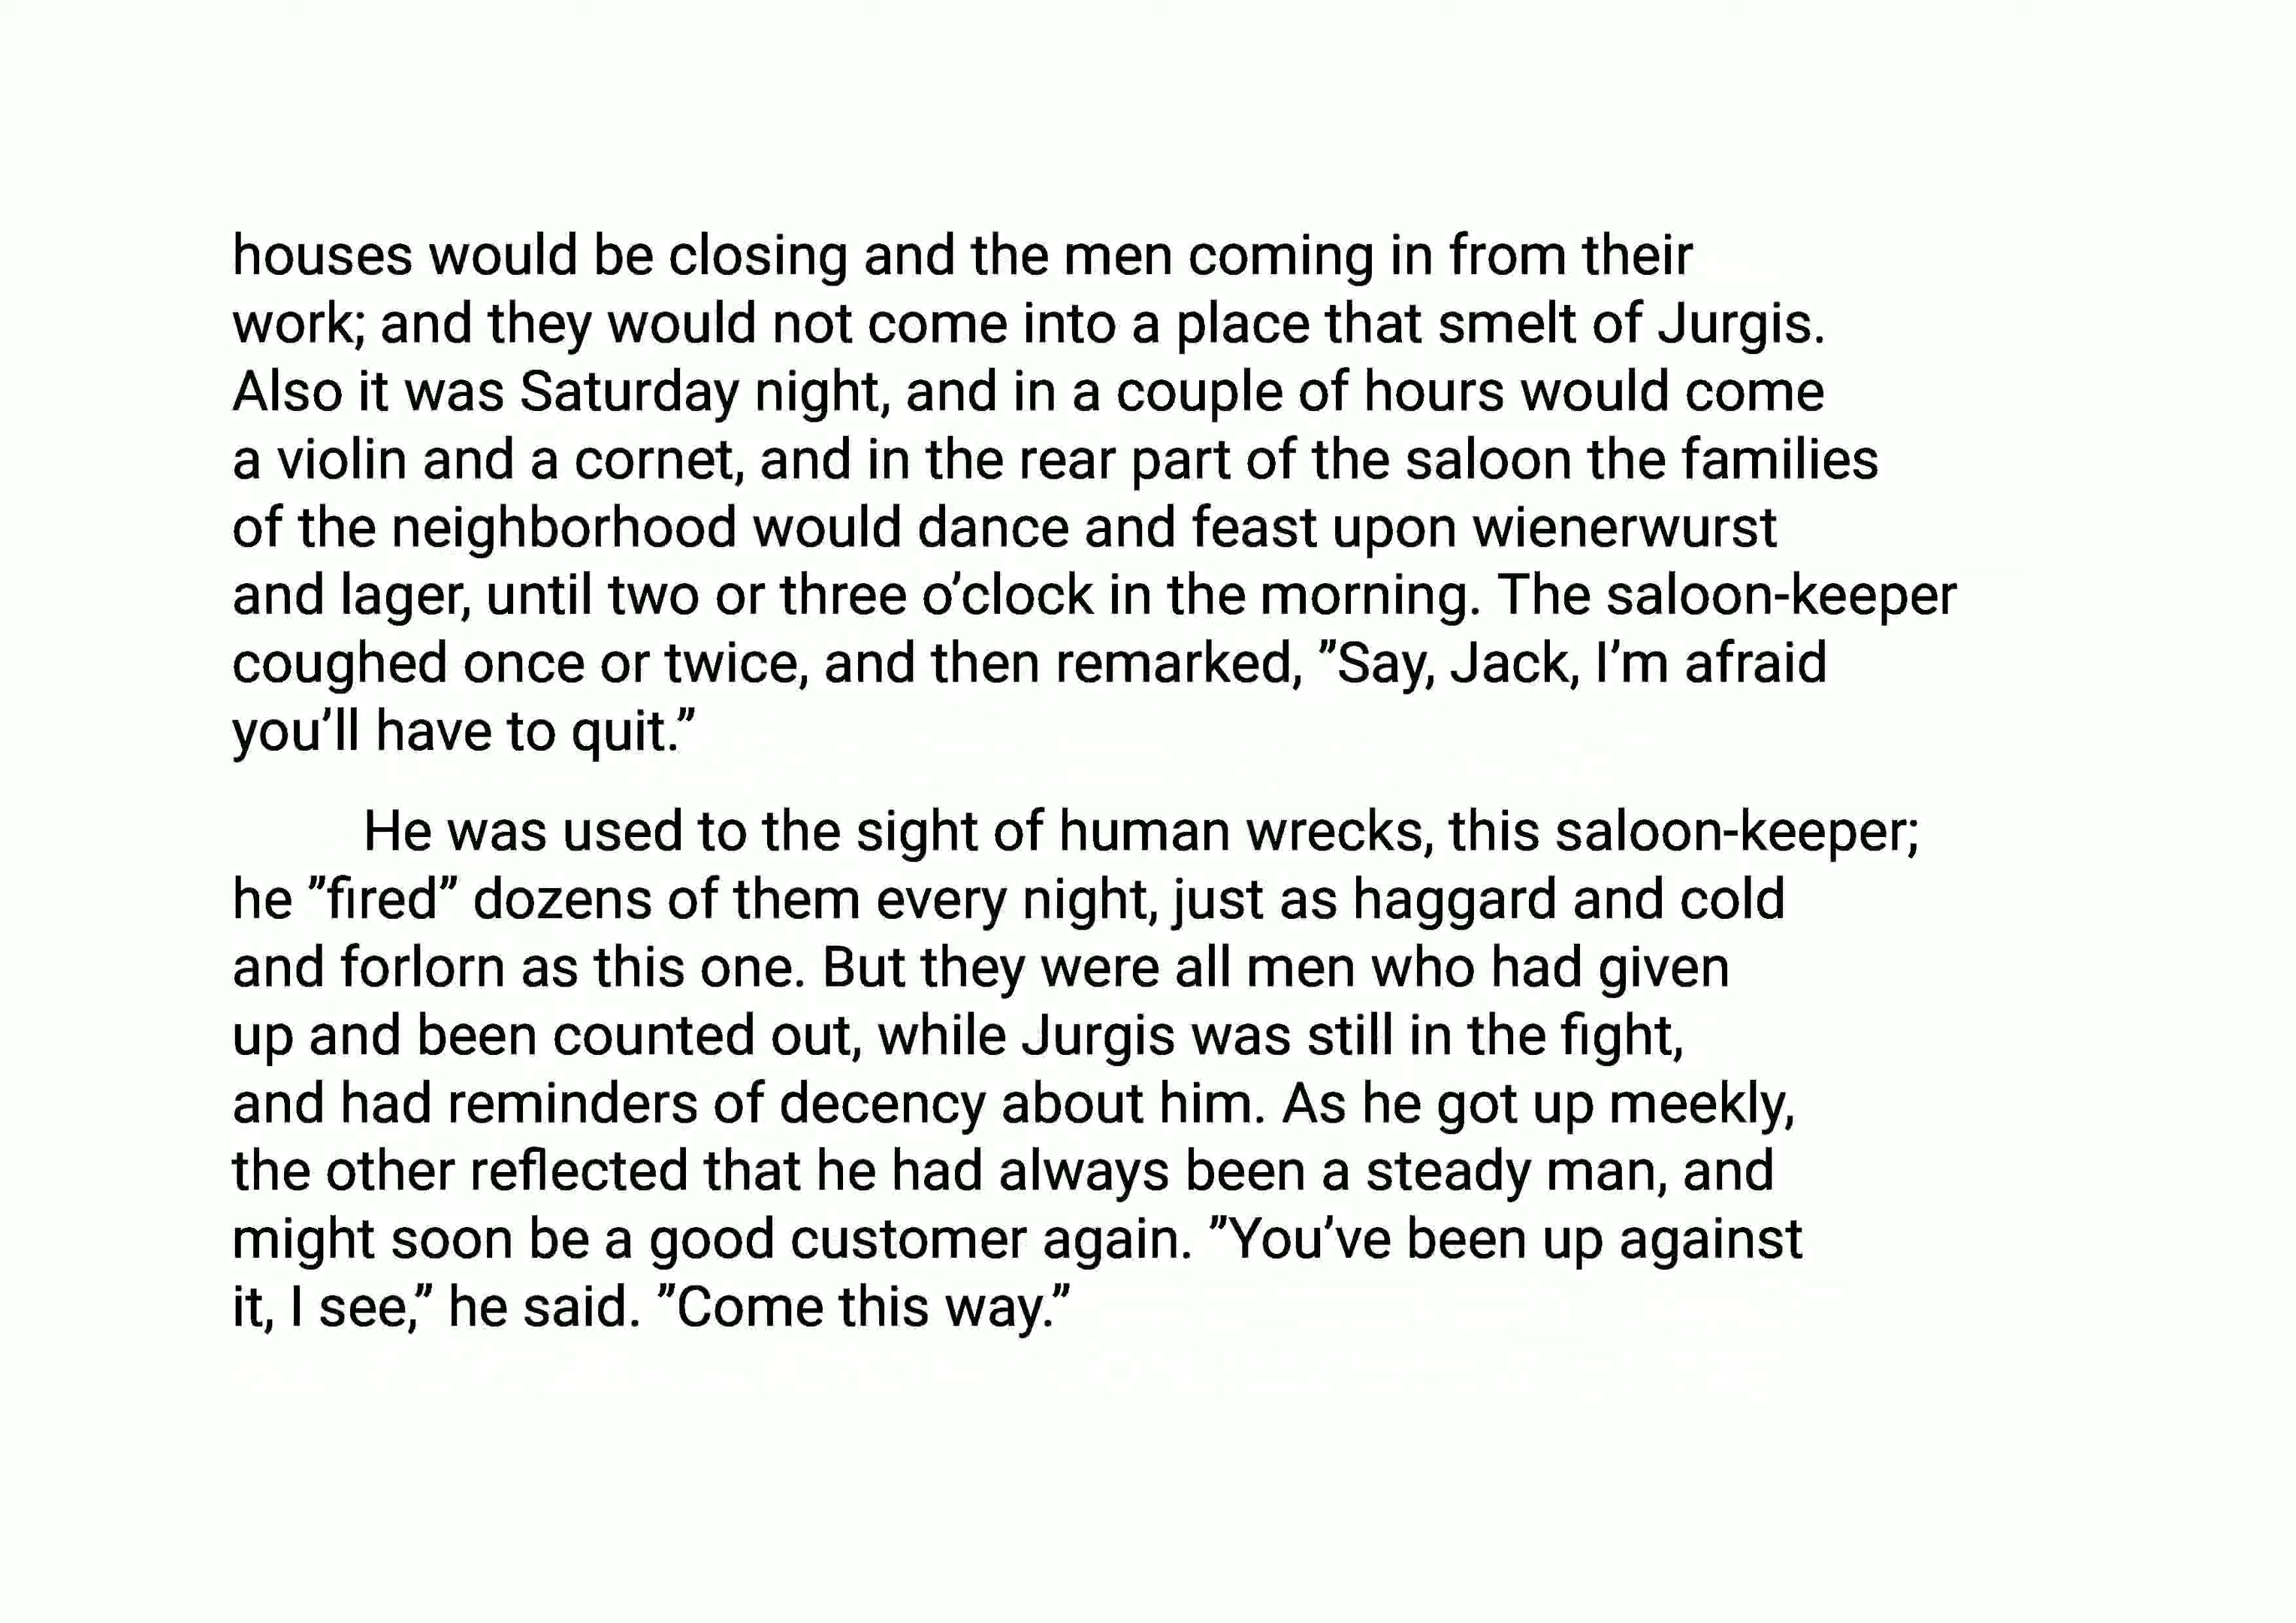 houses would be closing and the men coming in from their
work; and they would not come into a place that smelt of Jurgis.
Also it was Saturday night, and in a couple of hours would come
a violin and a cornet, and in the rear part of the saloon the families
of the neighborhood would dance and feast upon wienerwurst
and lager, until two or three o’clock in the morning. The saloon-keeper
coughed once or twice, and then remarked, ”Say, Jack, I’m afraid
you’ll have to quit.”
He was used to the sight of human wrecks, this saloon-keeper;
he ”fired” dozens of them every night, just as haggard and cold
and forlorn as this one. But they were all men who had given
up and been counted out, while Jurgis was still in the fight,
and had reminders of decency about him. As he got up meekly,
the other reflected that he had always been a steady man, and
might soon be a good customer again. ”You’ve been up against
it, I see,” he said. ”Come this way.”